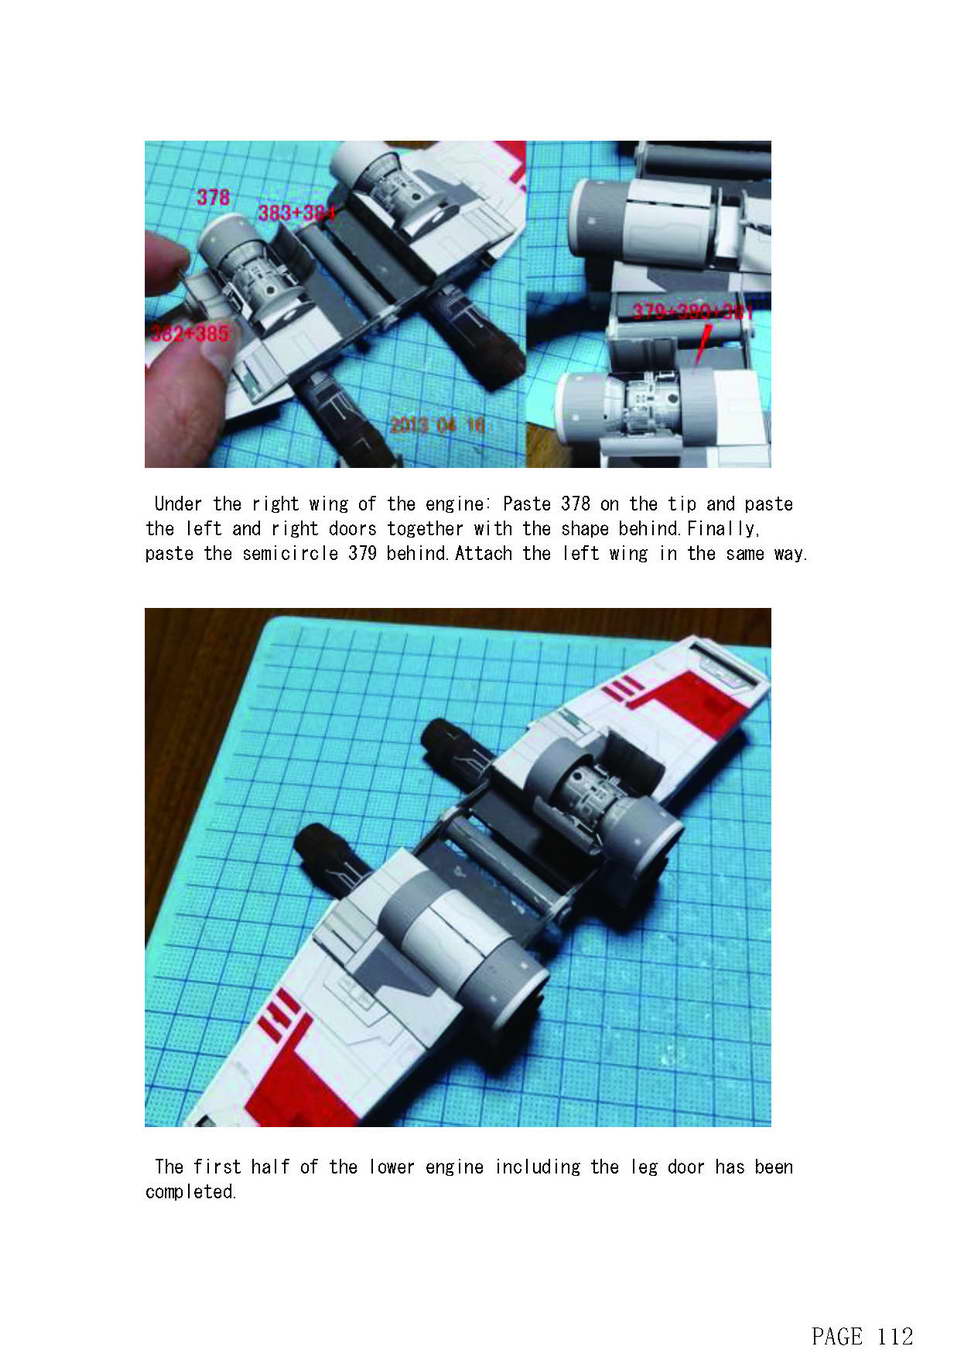 378
383+384
382+385
379+380+381
2013 04 16
Under the right wing of the engine: Paste 378 on the tip and paste
the left and right doors together with the shape behind.Finally,
paste the semicircle 379 behind.Attach the left wing in the same way.
The first half of the lower engine including the leg door has been
completed.
PAGE 112